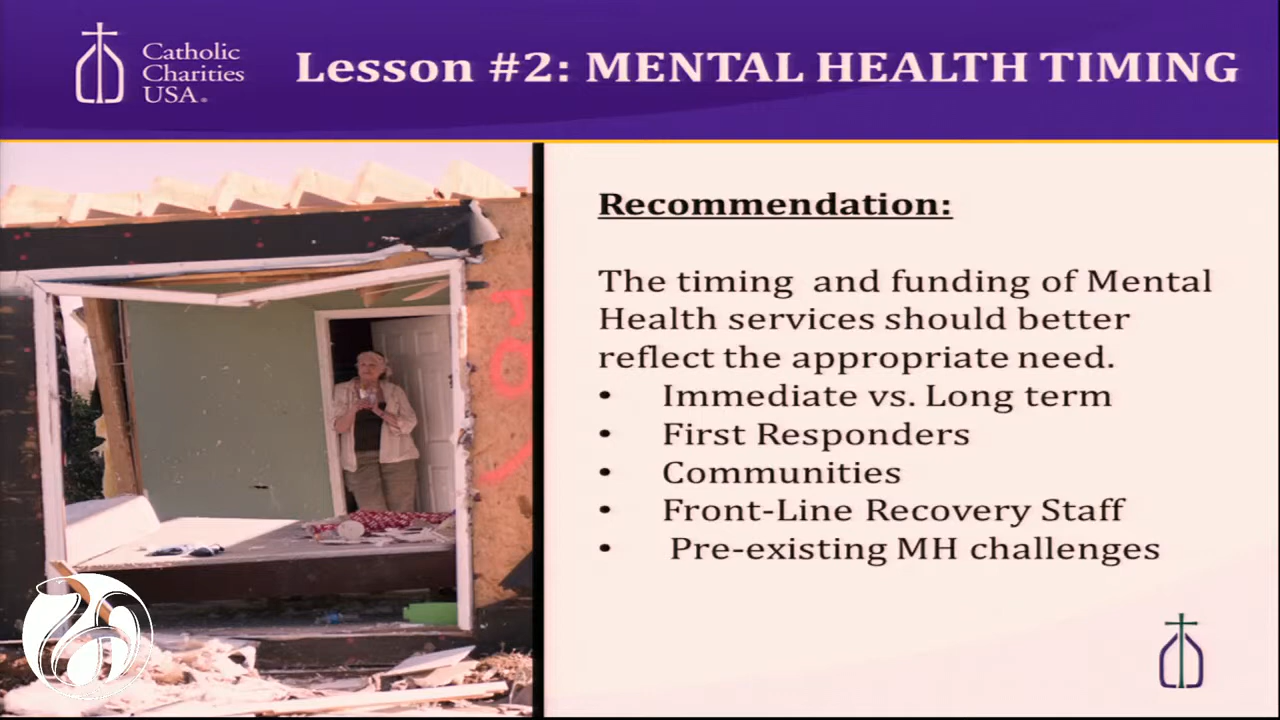 Catholic
Charities
USA®
Lesson #2: MENTAL HEALTH TIMING
Recommendation:
The timing and funding of Mental
Health services should better
reflect the appropriate need.
• Immediate vs. Long term
• First Responders
• Communities
• Front-Line Recovery Staff
• Pre-existing MH challenges